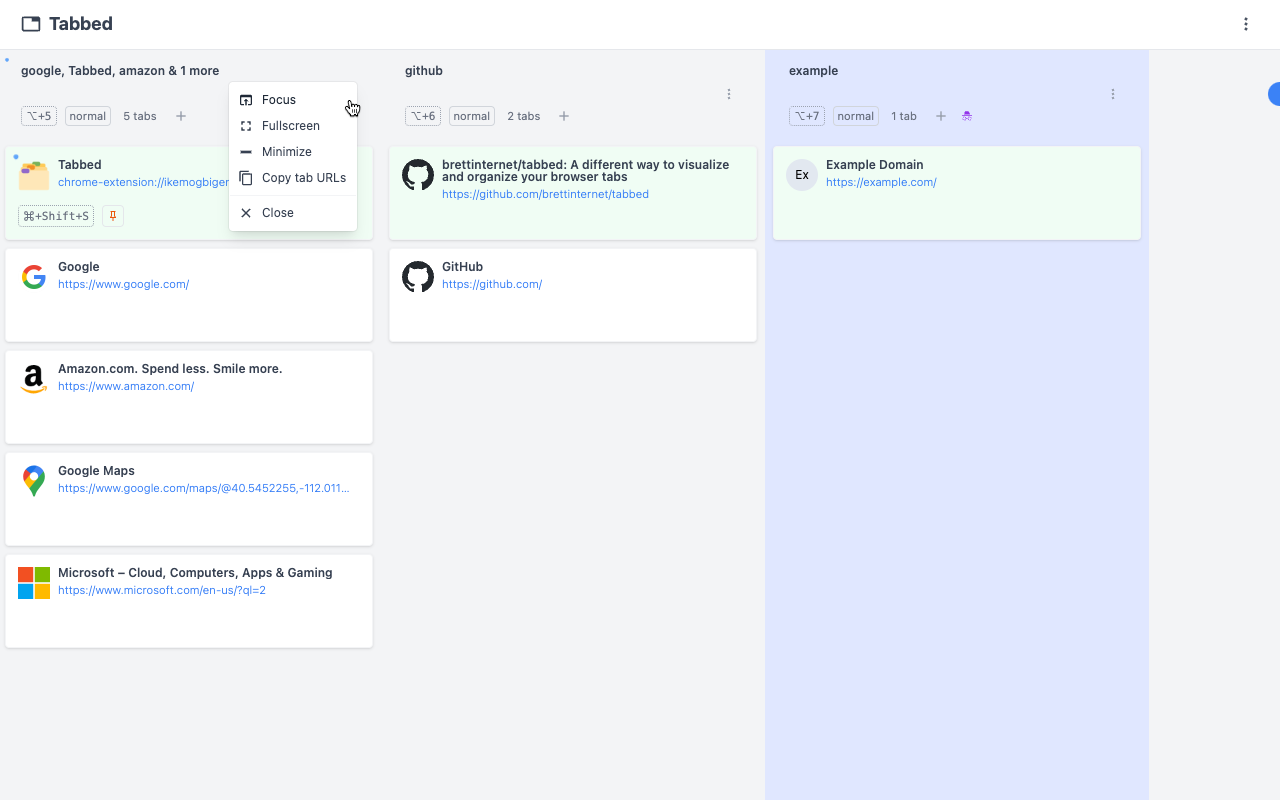 Tabbed
google, Tabbed, amazon & 1 more
⌥+5 normal 5 tabs +
Focus
Fullscreen
Minimize
Copy tab URLs
Close
Tabbed
chrome-extension://ikemogbiger
⌘+Shift+S
Google
https://www.google.com/
Amazon.com. Spend less. Smile more.
https://www.amazon.com/
Google Maps
https://www.google.com/maps/@40.5452255,-112.011...
Microsoft – Cloud, Computers, Apps & Gaming
https://www.microsoft.com/en-us/?ql=2
github
⌥+6 normal 2 tabs +
brettinternet/tabbed: A different way to visualize
and organize your browser tabs
https://github.com/brettinternet/tabbed
GitHub
https://github.com/
example
⌥+7 normal 1 tab +
Ex
Example Domain
https://example.com/